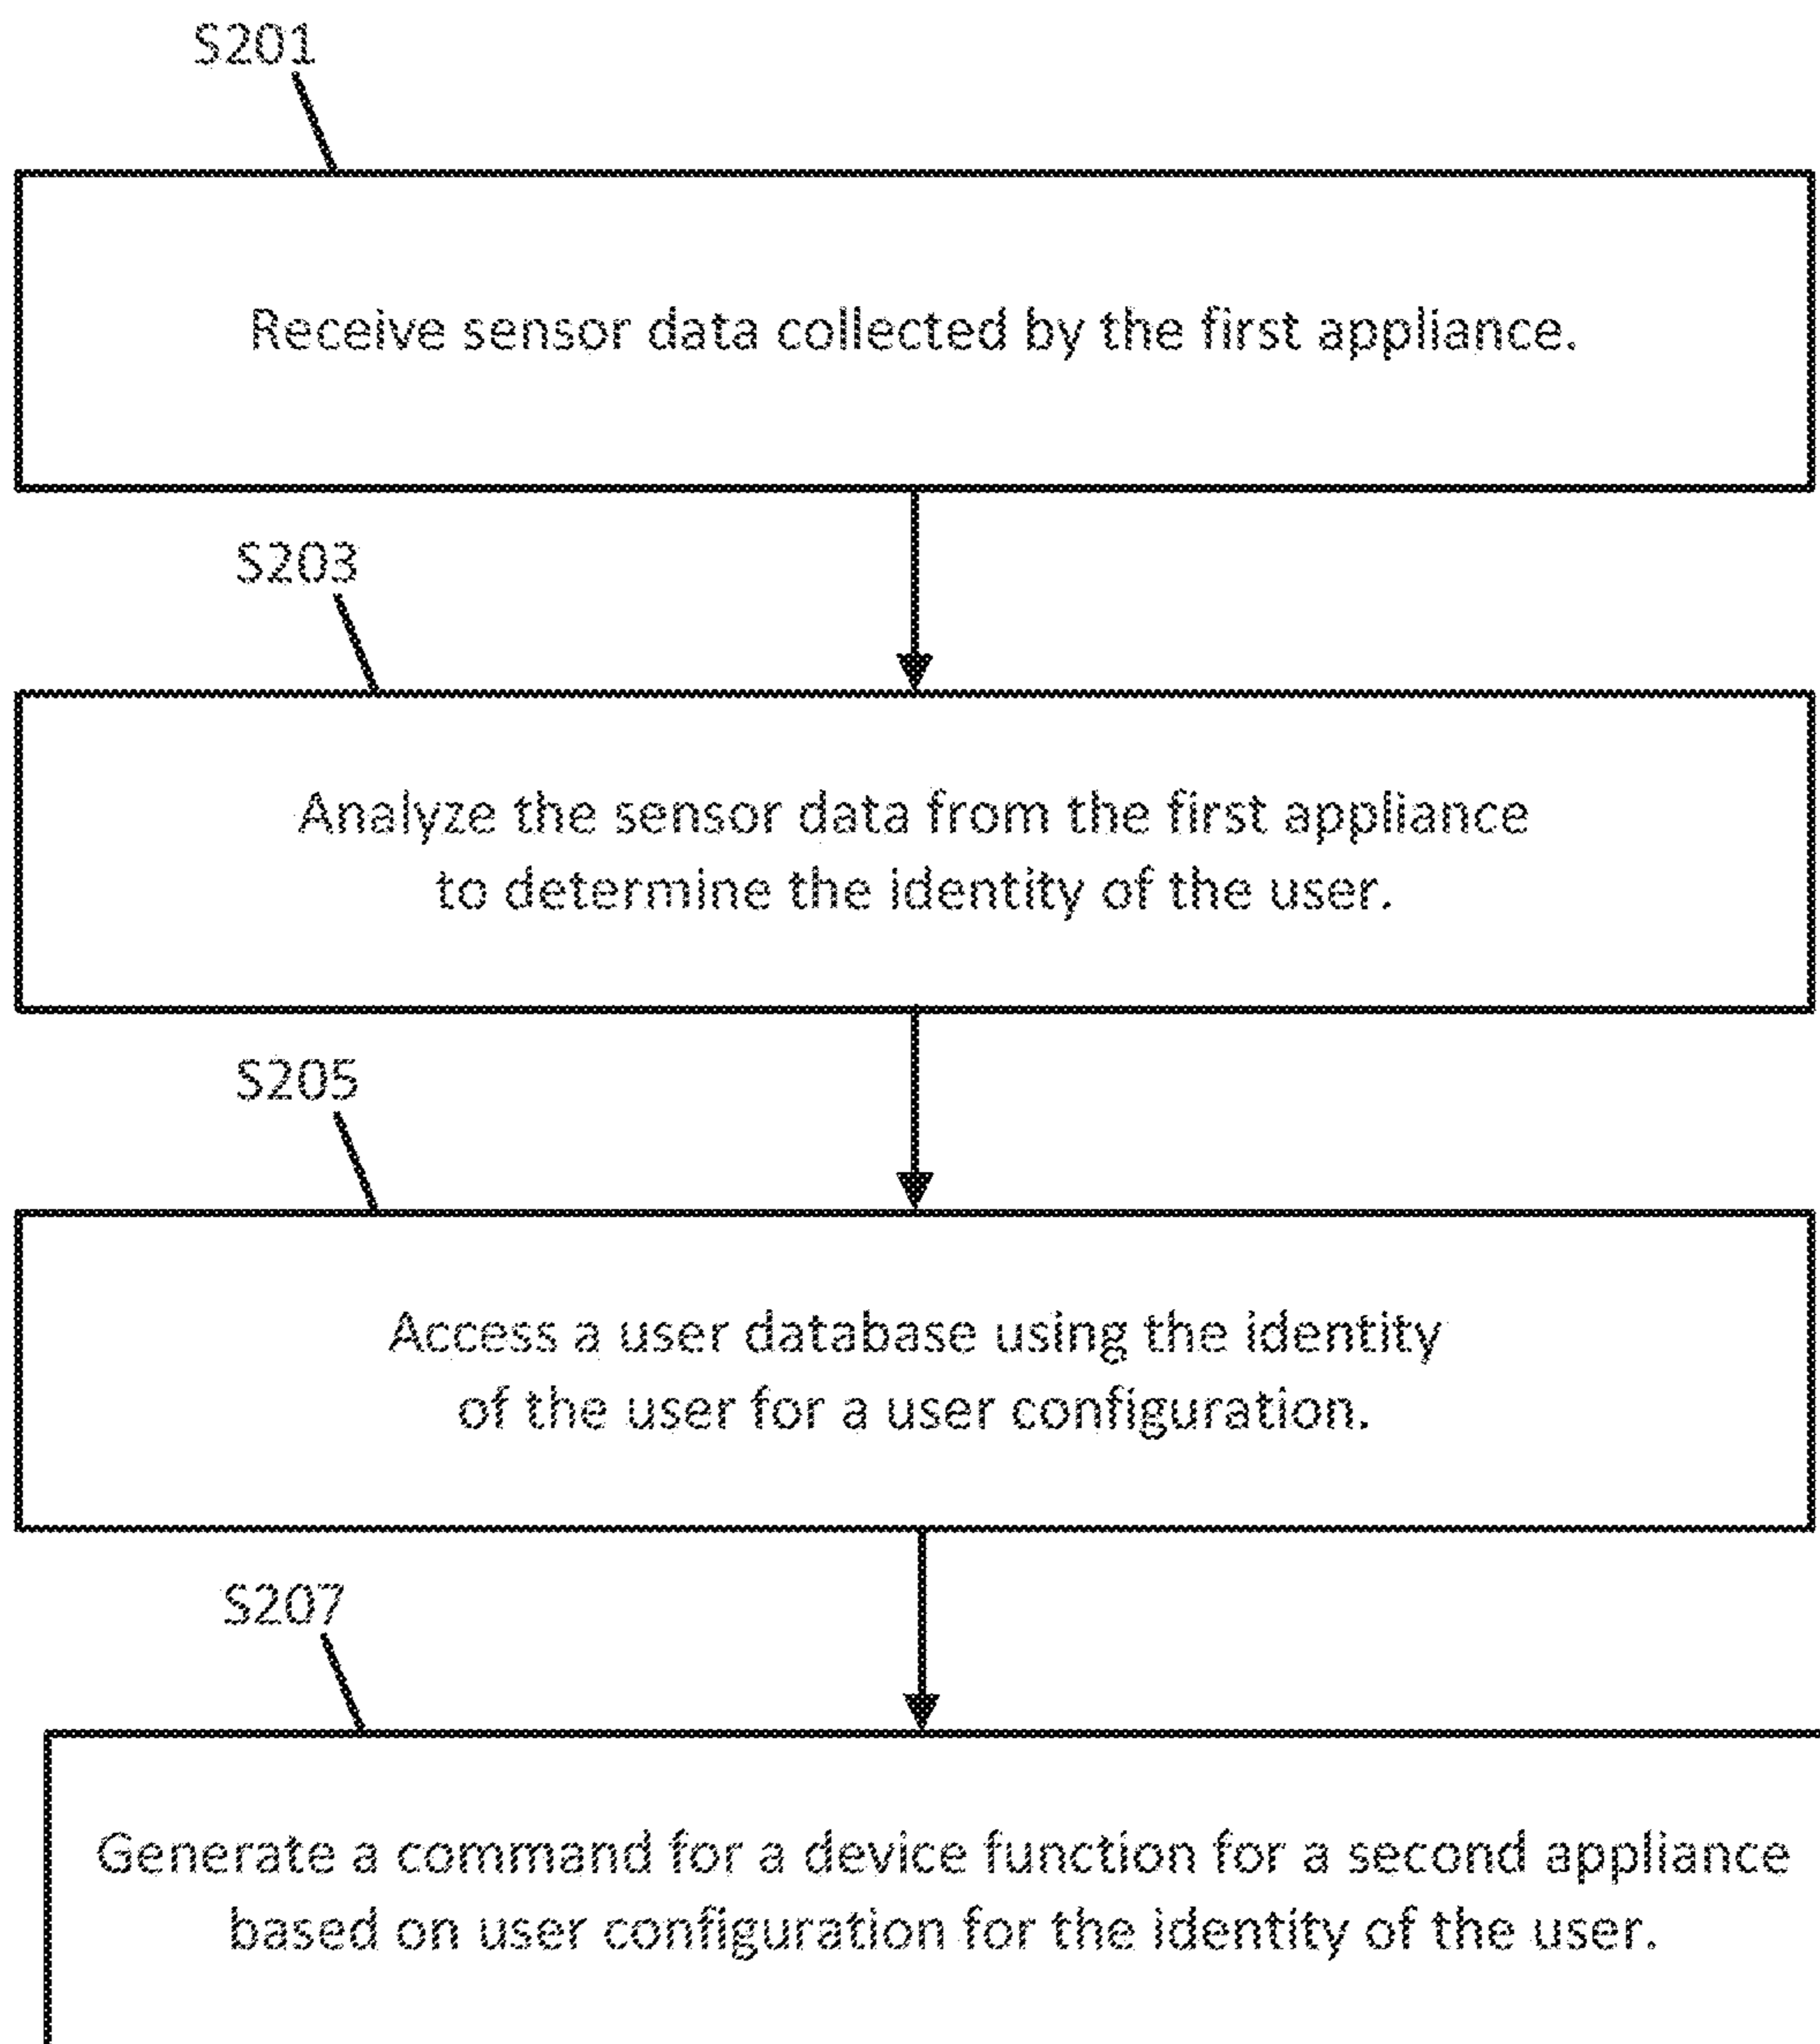 S201
Receive sensor data collected by the first appliance.
S203
Analyze the sensor data from the first appliance
to determine the identity of the user.
S205
Access a user database using the identity
of the user for a user configuration.
S207
Generate a command for a device function for a second appliance
based on user configuration for the identity of the user.